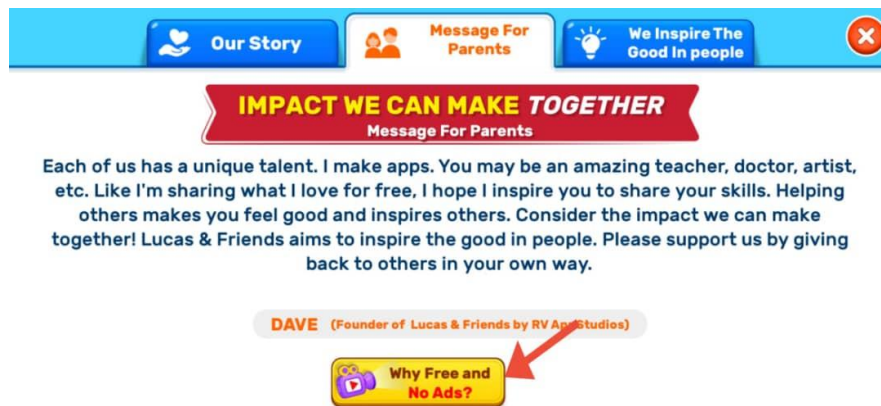 Our Story
Message For
Parents
We Inspire The
Good In people
IMPACT WE CAN MAKE TOGETHER
Message For Parents
Each of us has a unique talent. I make apps. You may be an amazing teacher, doctor, artist,
etc. Like I'm sharing what I love for free, I hope I inspire you to share your skills. Helping
others makes you feel good and inspires others. Consider the impact we can make
together! Lucas & Friends aims to inspire the good in people. Please support us by giving
back to others in your own way.
DAVE (Founder of Lucas & Friends by RV AppStudios)
Why Free and
No Ads?